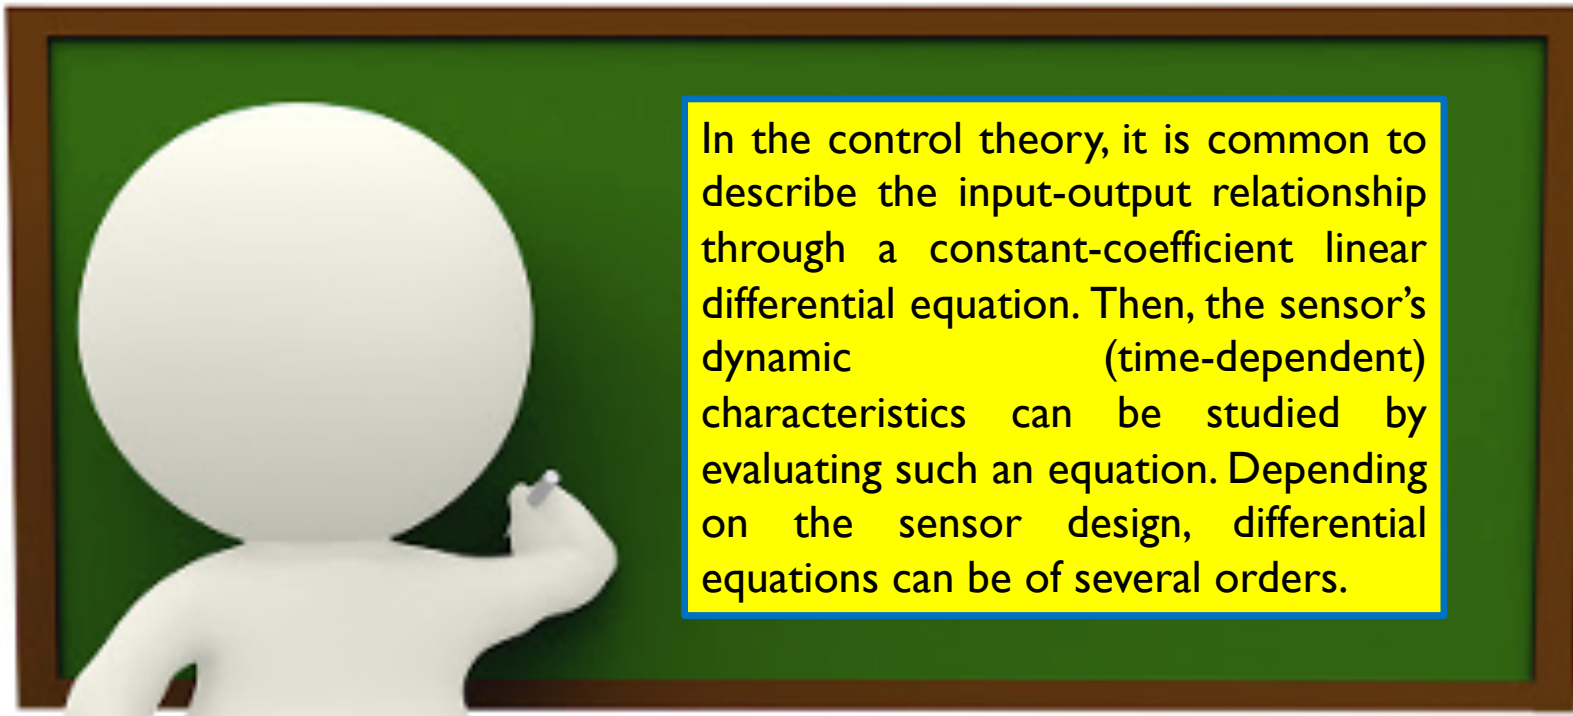 In the control theory, it is common to
describe the input-output relationship
through a constant-coefficient linear
differential equation. Then, the sensor’s
dynamic (time-dependent)
characteristics can be studied by
evaluating such an equation. Depending
on the sensor design, differential
equations can be of several orders.